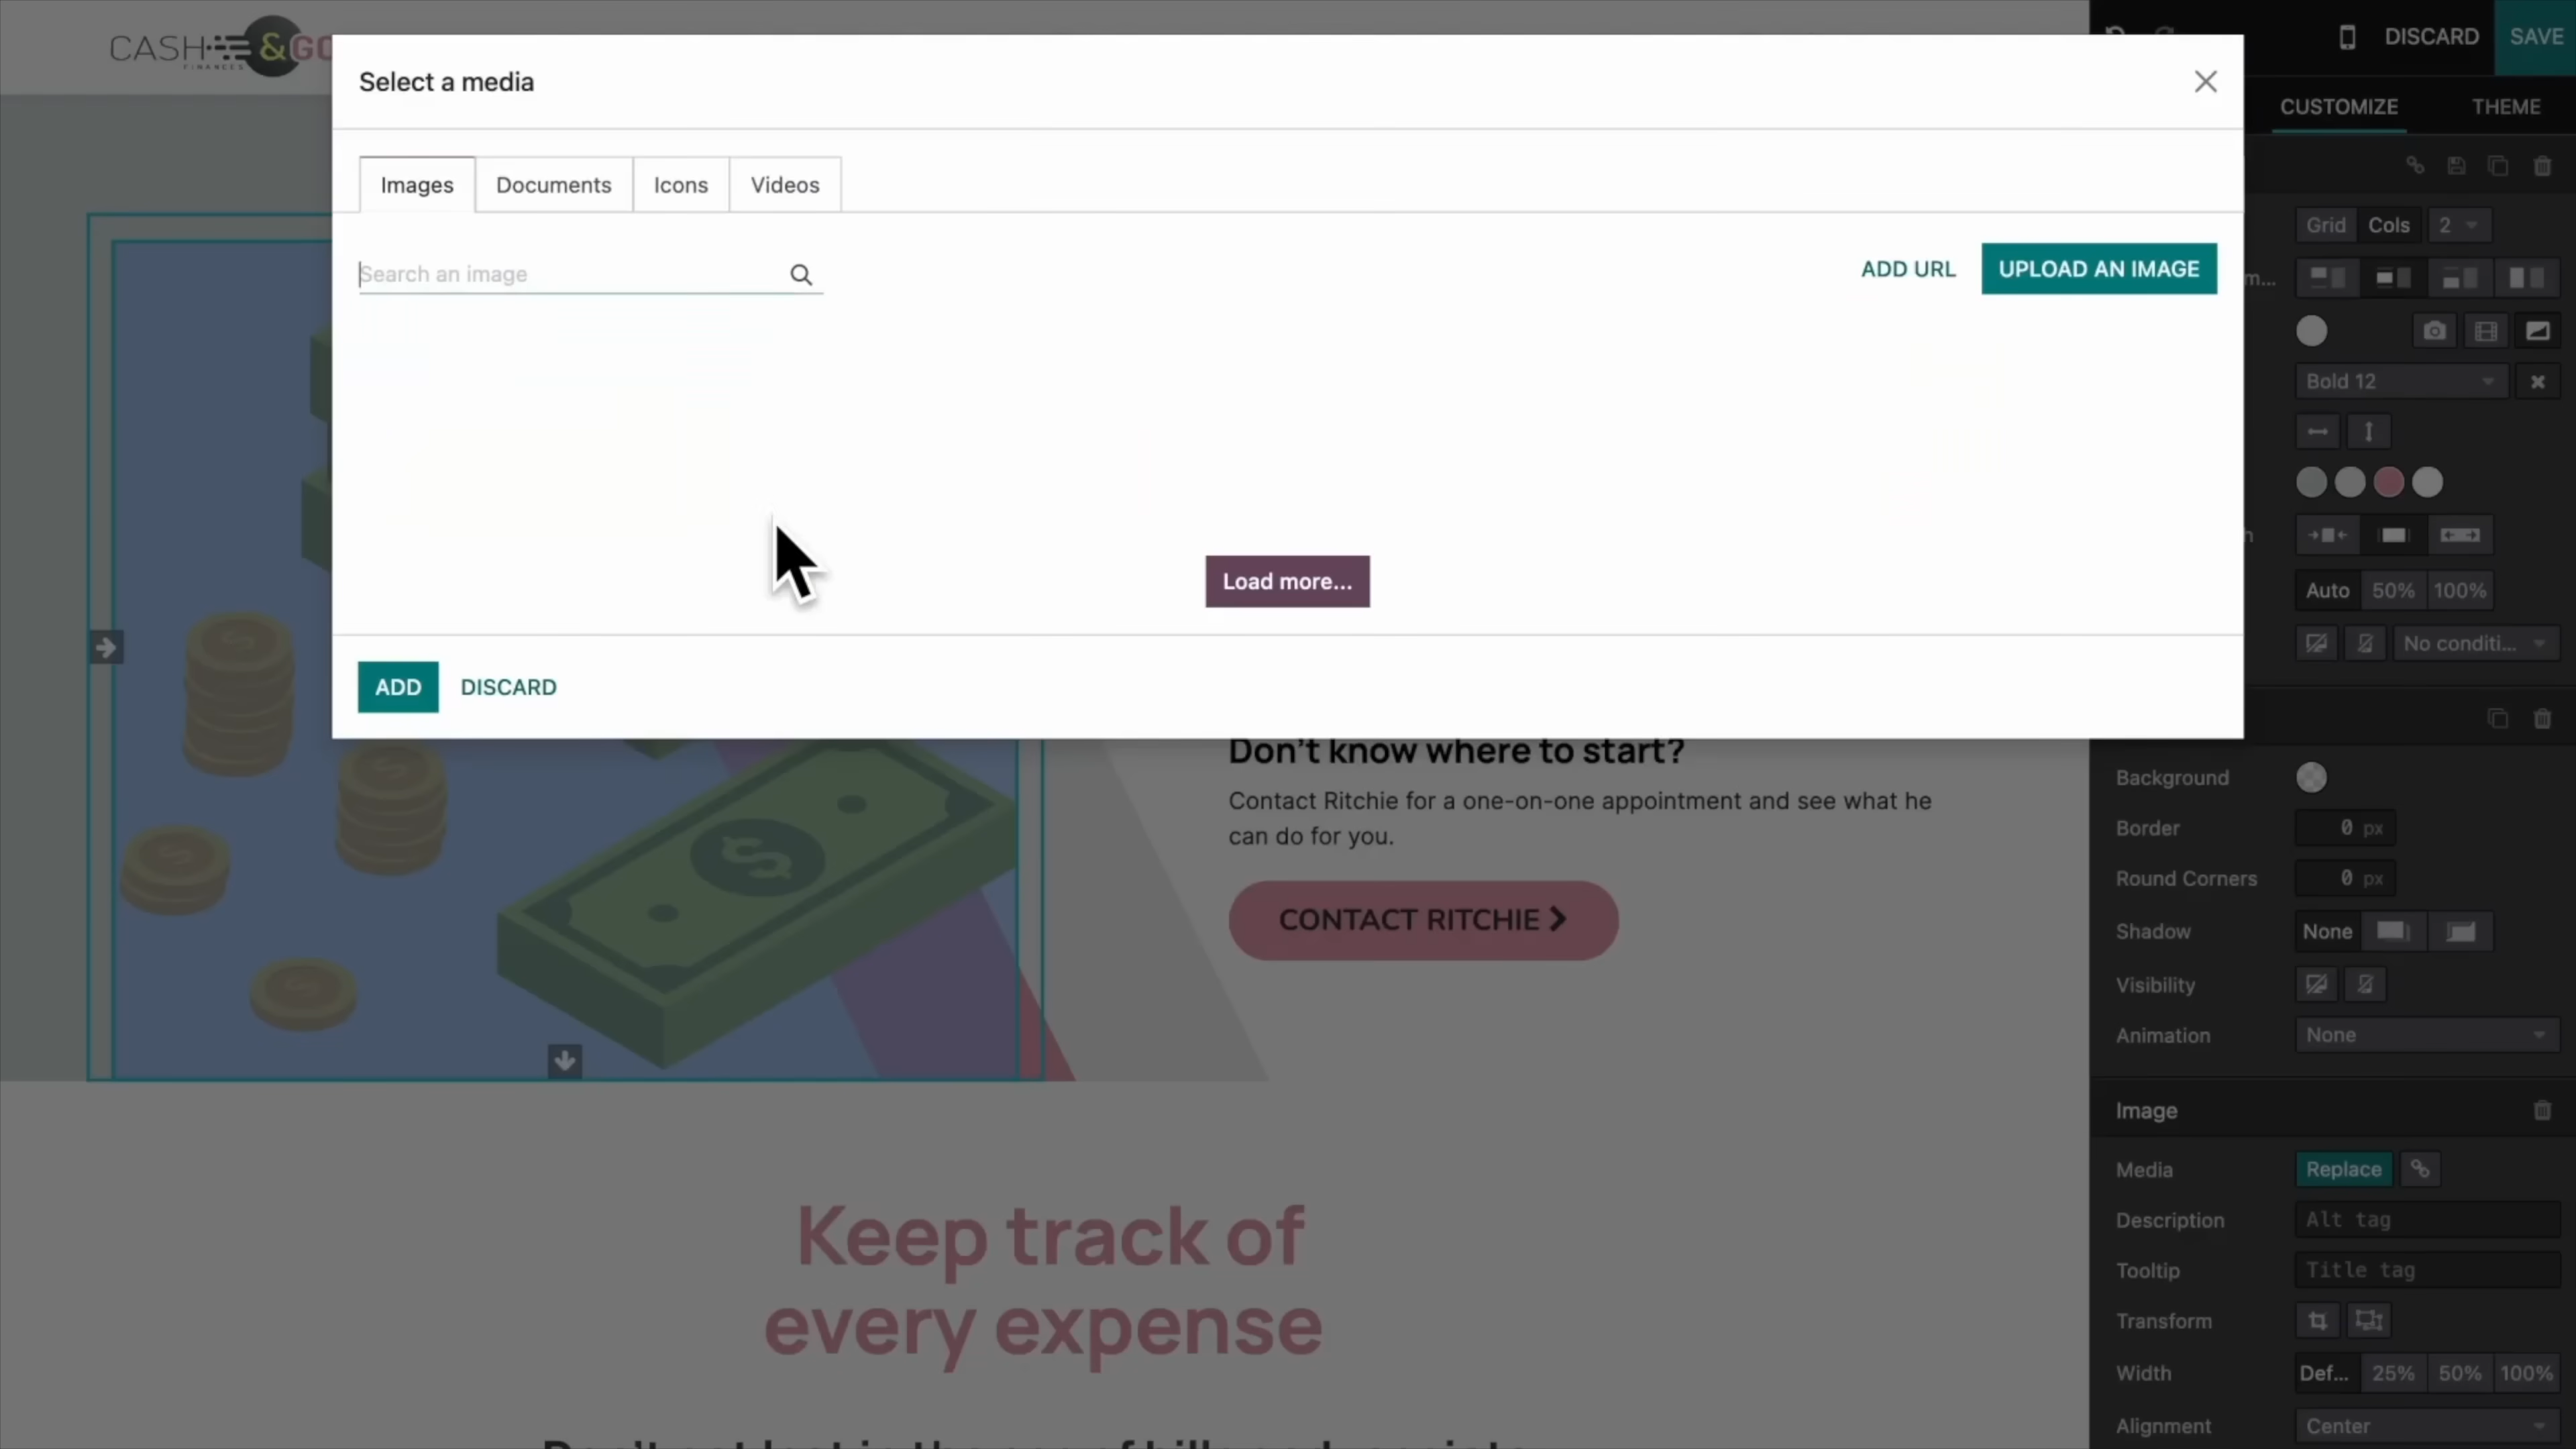 CASH &GO
FINANCES
DISCARD
SAVE
Select a media
CUSTOMIZE
THEME
Images
Documents
Icons
Videos
Search an image
ADD URL
UPLOAD AN IMAGE
Grid
Cols
2
Bold 12
Load more...
Auto
50%
100%
No conditi...
ADD
DISCARD
Don't know where to start?
Contact Ritchie for a one-on-one appointment and see what he
can do for you.
CONTACT RITCHIE
Background
Border
0 px
Round Corners
0 px
Shadow
None
Visibility
Animation
None
Image
Media
Replace
Description
Alt tag
Tooltip
Title tag
Transform
Width
Def...
25%
50%
100%
Alignment
Center
Keep track of
every expense